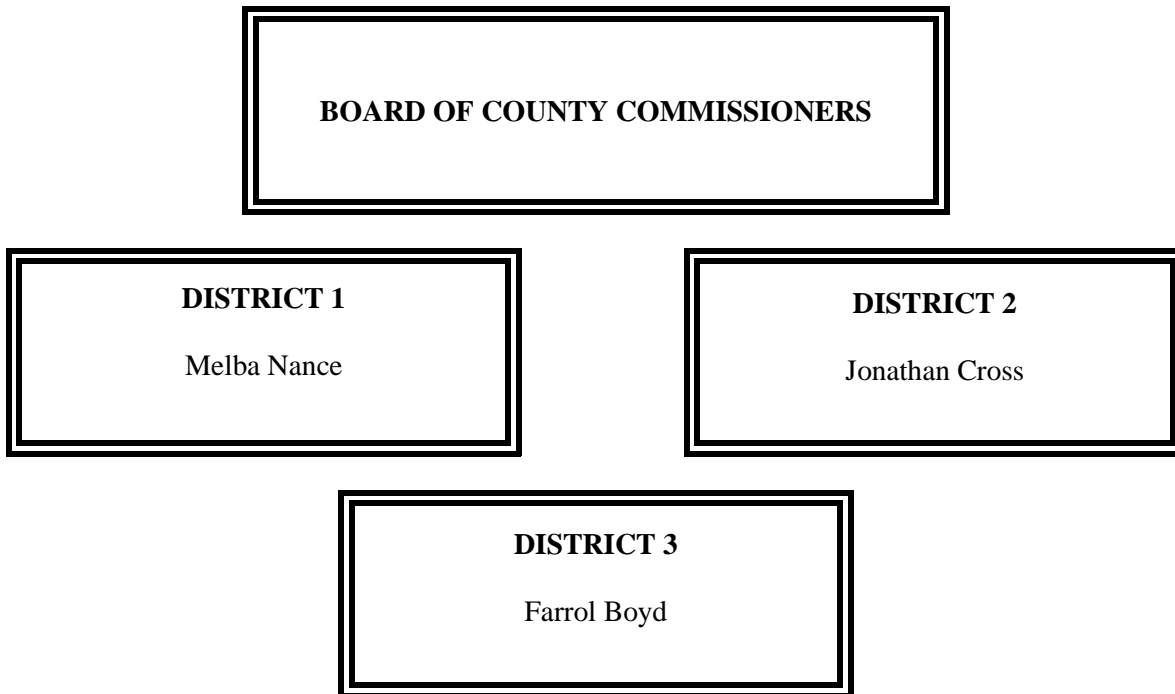 BOARD OF COUNTY COMMISSIONERS
DISTRICT 1
Melba Nance
DISTRICT 2
Jonathan Cross
DISTRICT 3
Farrol Boyd